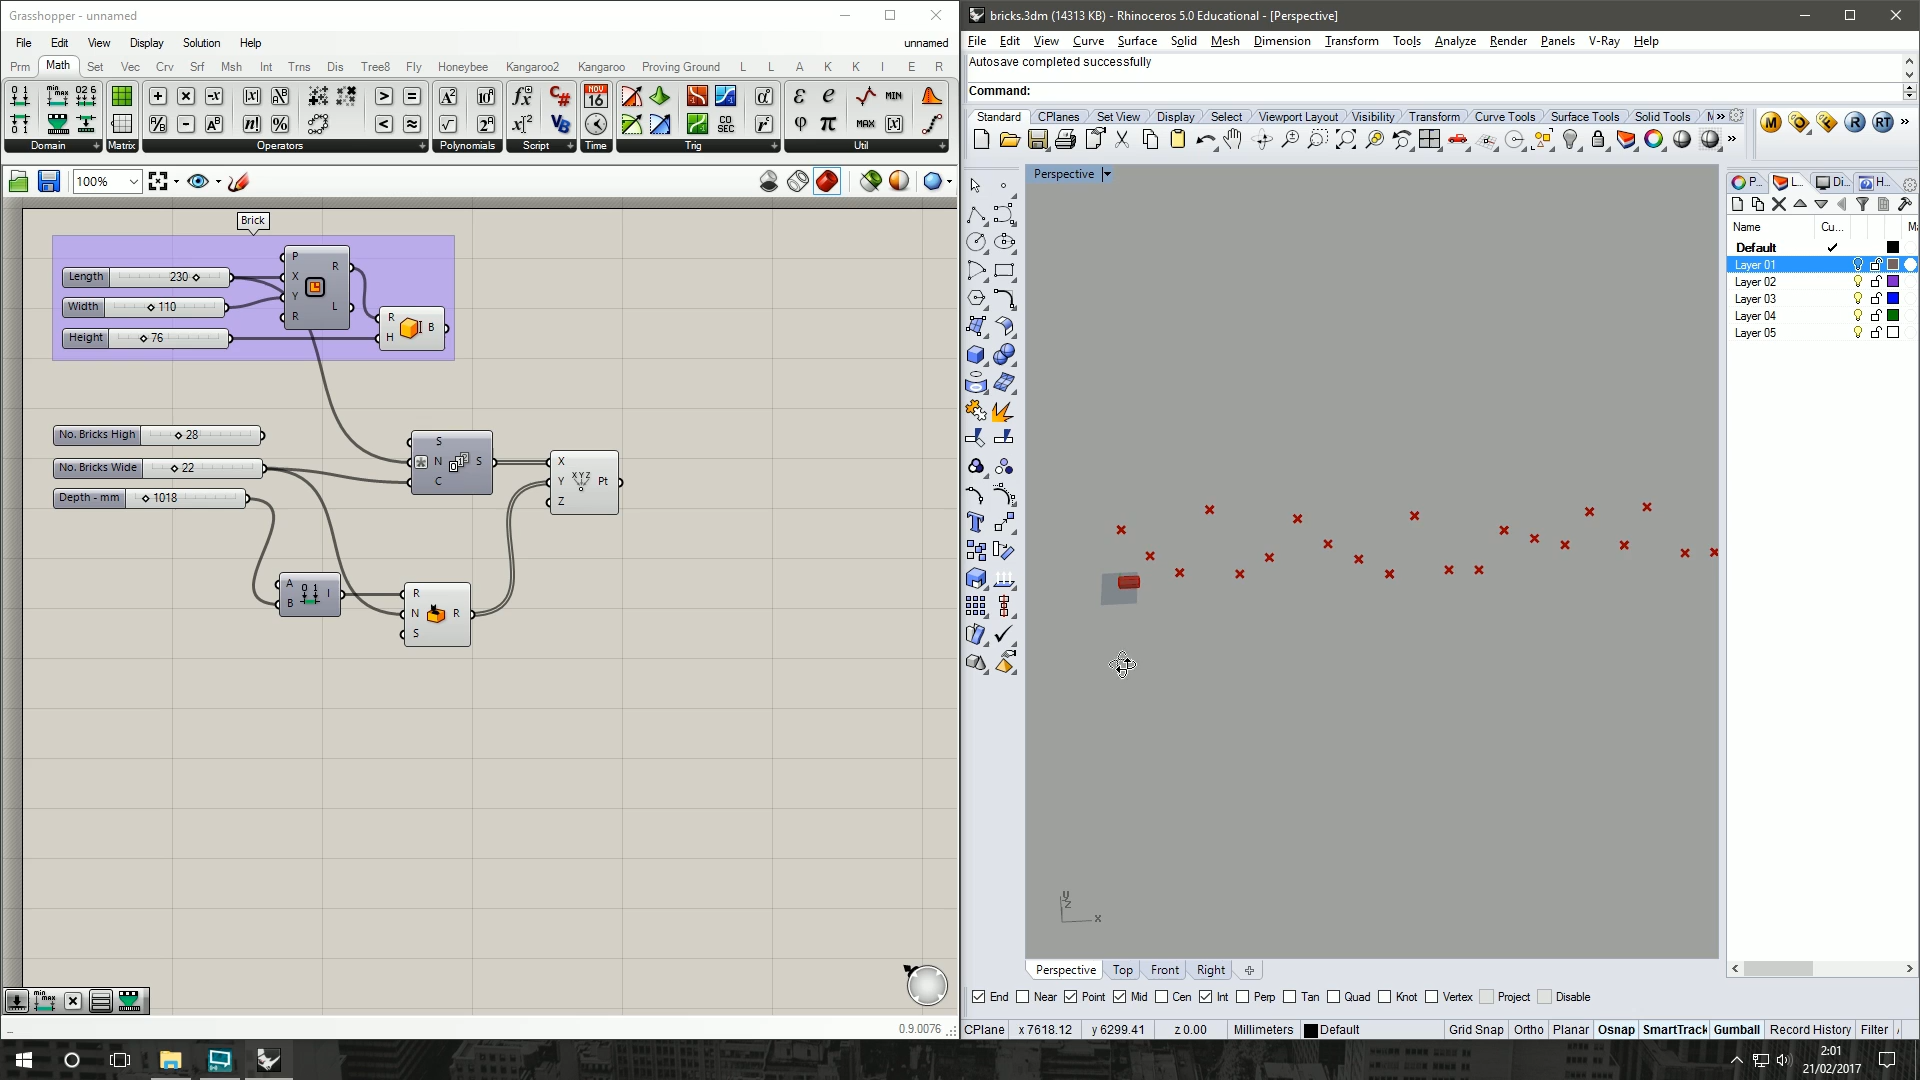 Grasshopper - unnamed
File Edit View Display Solution Help unnamed
Prm Math Set Vec Crv Srf Msh Int Trns Dis Tree8 Fly Honeybee Kangaroo2 Kangaroo Proving Ground L L A K K I E R
Domain Matrix Operators Polynomials Script Time Trig Util
100%
Brick
Length 230
Width 110
Height 76
P
X
Y
R
R
L
R
H
B
No. Bricks High 28
No. Bricks Wide 22
Depth - mm 1018
S
N
C
S
X
Y
Z
XYZ
Pt
A
B
0 1
I
R
N
S
R
0.9.0076
bricks.3dm (14313 KB) - Rhinoceros 5.0 Educational - [Perspective]
File Edit View Curve Surface Solid Mesh Dimension Transform Tools Analyze Render Panels V-Ray Help
Autosave completed successfully
Command:
Standard CPlanes Set View Display Select Viewport Layout Visibility Transform Curve Tools Surface Tools Solid Tools
M O F R RT
Perspective
P... L... Di... H...
Name Cu... M
Default
Layer 01
Layer 02
Layer 03
Layer 04
Layer 05
y
z
x
Perspective Top Front Right
End Near Point Mid Cen Int Perp Tan Quad Knot Vertex Project Disable
CPlane x 7618.12 y 6299.41 z 0.00 Millimeters Default Grid Snap Ortho Planar Osnap SmartTrack Gumball Record History Filter
2:01
21/02/2017